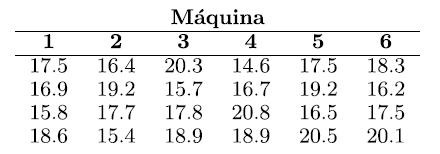 Máquina
1 2 3 4 5 6
17.5 16.4 20.3 14.6 17.5 18.3
16.9 19.2 15.7 16.7 19.2 16.2
15.8 17.7 17.8 20.8 16.5 17.5
18.6 15.4 18.9 18.9 20.5 20.1